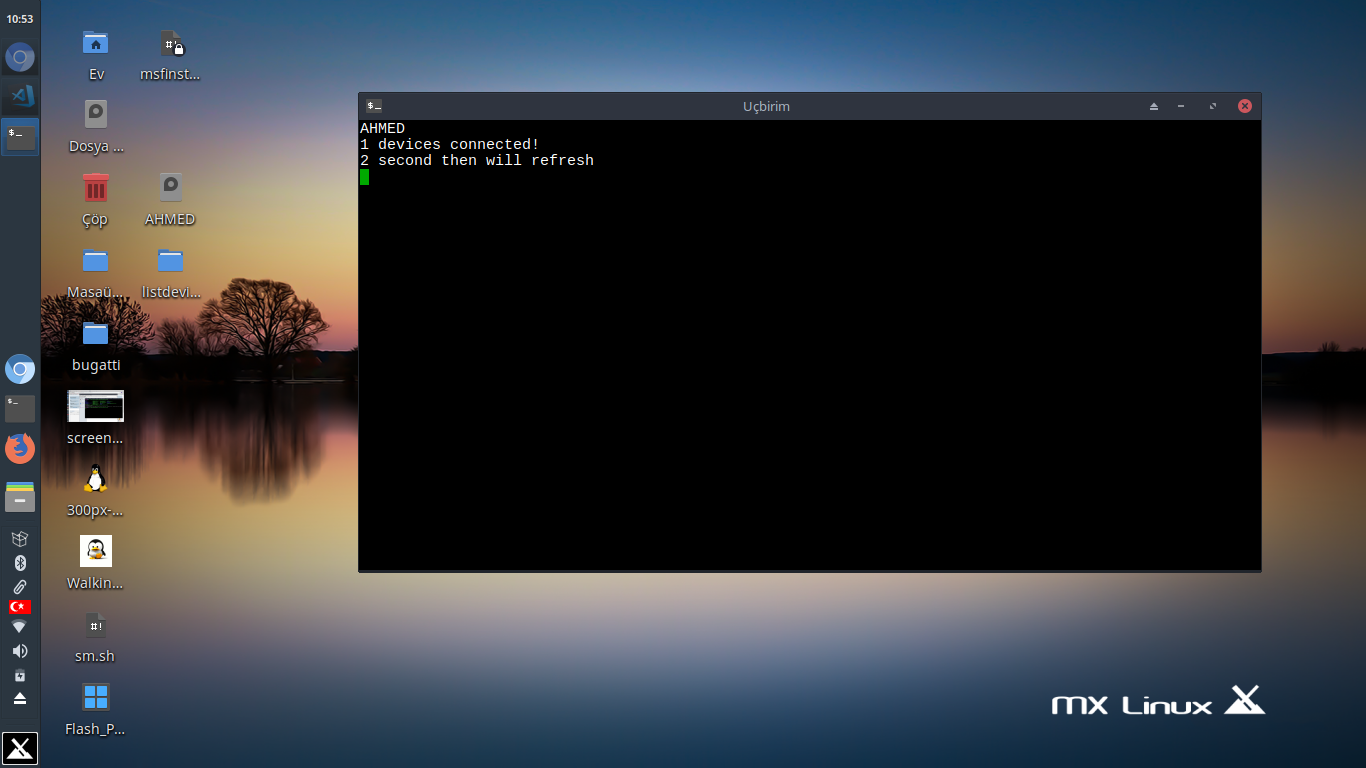 10:53
Ev
msfinst...
Dosya ...
Çöp
AHMED
Masaü...
listdevi...
bugatti
screen...
300px-...
Walkin...
#!
sm.sh
Flash_P...
$_
Uçbirim
AHMED
1 devices connected!
2 second then will refresh
mx Linux